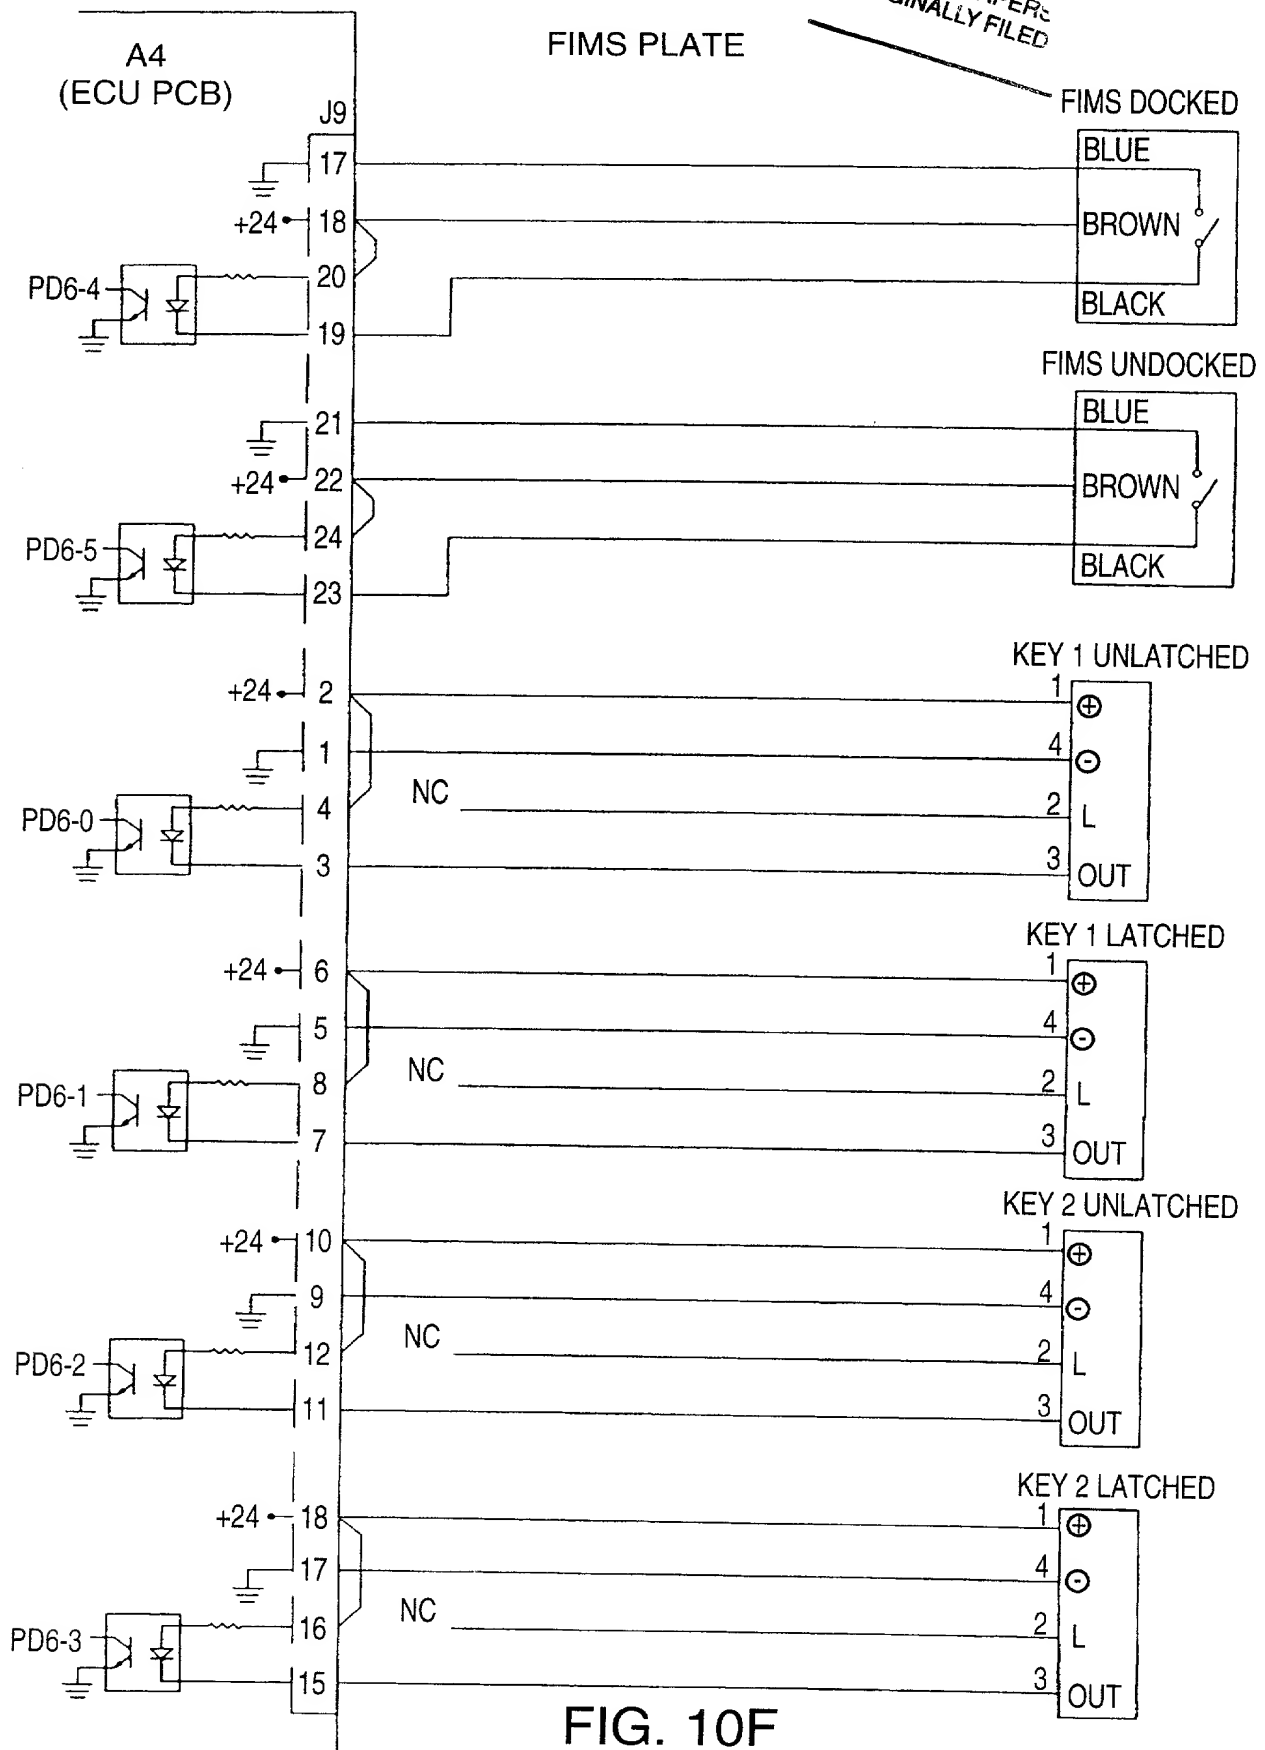 GINALLY FILED
A4
(ECU PCB)
FIMS PLATE
J9
FIMS DOCKED
17
BLUE
+24
18
BROWN
PD6-4
20
19
BLACK
FIMS UNDOCKED
21
BLUE
+24
22
BROWN
PD6-5
24
23
BLACK
KEY 1 UNLATCHED
+24
2
1
+
1
4
-
PD6-0
4
NC
2
L
3
3
OUT
KEY 1 LATCHED
+24
6
1
+
5
4
-
PD6-1
8
NC
2
L
7
3
OUT
KEY 2 UNLATCHED
+24
10
1
+
9
4
-
PD6-2
12
NC
2
L
11
3
OUT
KEY 2 LATCHED
+24
18
1
+
17
4
-
PD6-3
16
NC
2
L
15
3
OUT
FIG. 10F